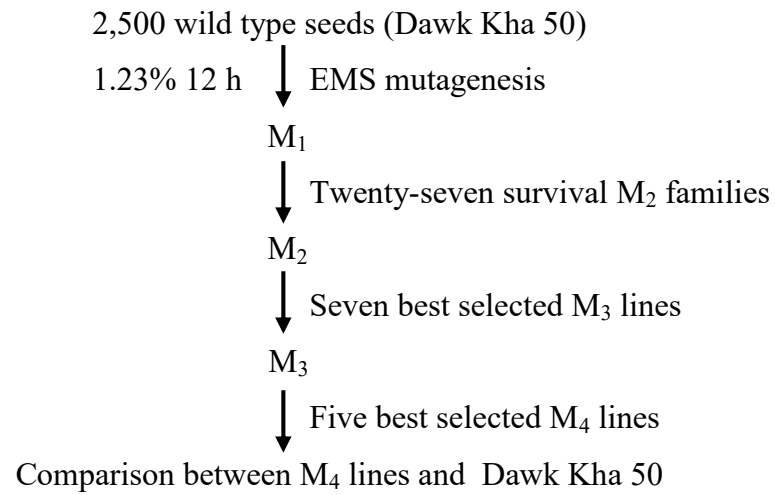 2,500 wild type seeds (Dawk Kha 50)
1.23% 12 h EMS mutagenesis
M₁
Twenty-seven survival M₂ families
M₂
Seven best selected M₃ lines
M₃
Five best selected M₄ lines
Comparison between M₄ lines and Dawk Kha 50